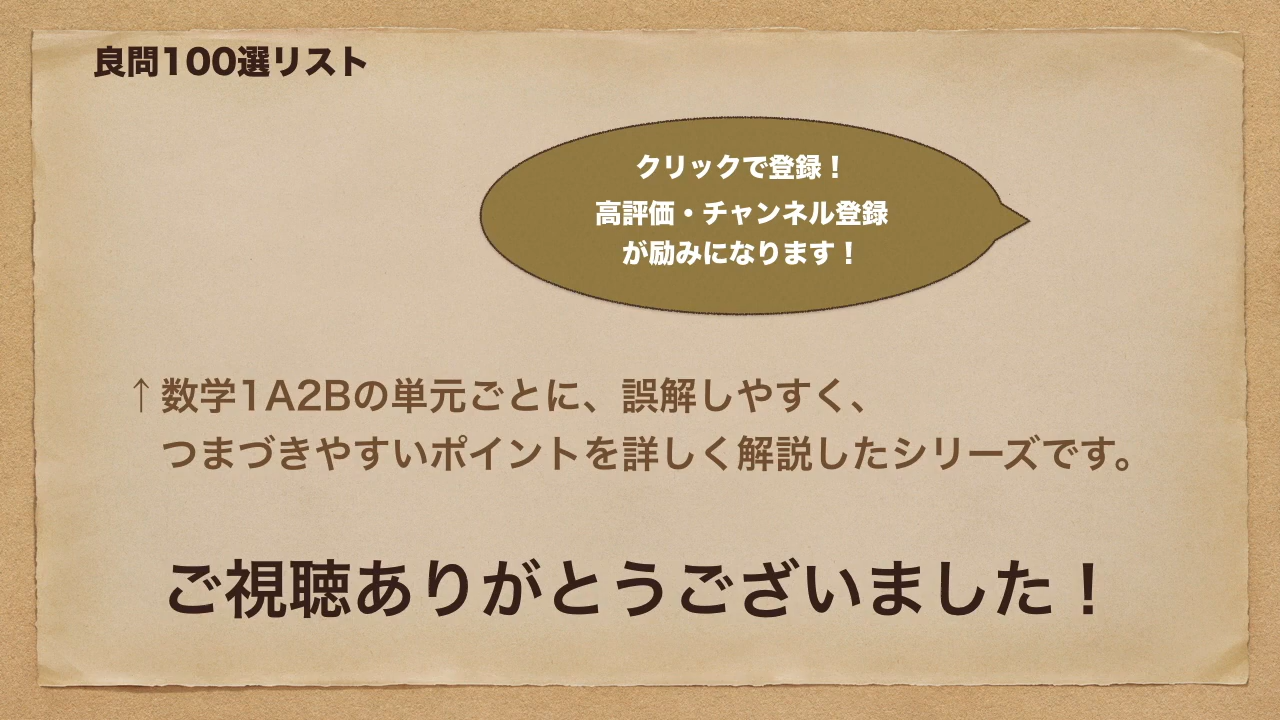 良問100選リスト
クリックで登録！
高評価・チャンネル登録
が励みになります！
↑数学1A2Bの単元ごとに、誤解しやすく、
つまづきやすいポイントを詳しく解説したシリーズです。
ご視聴ありがとうございました！